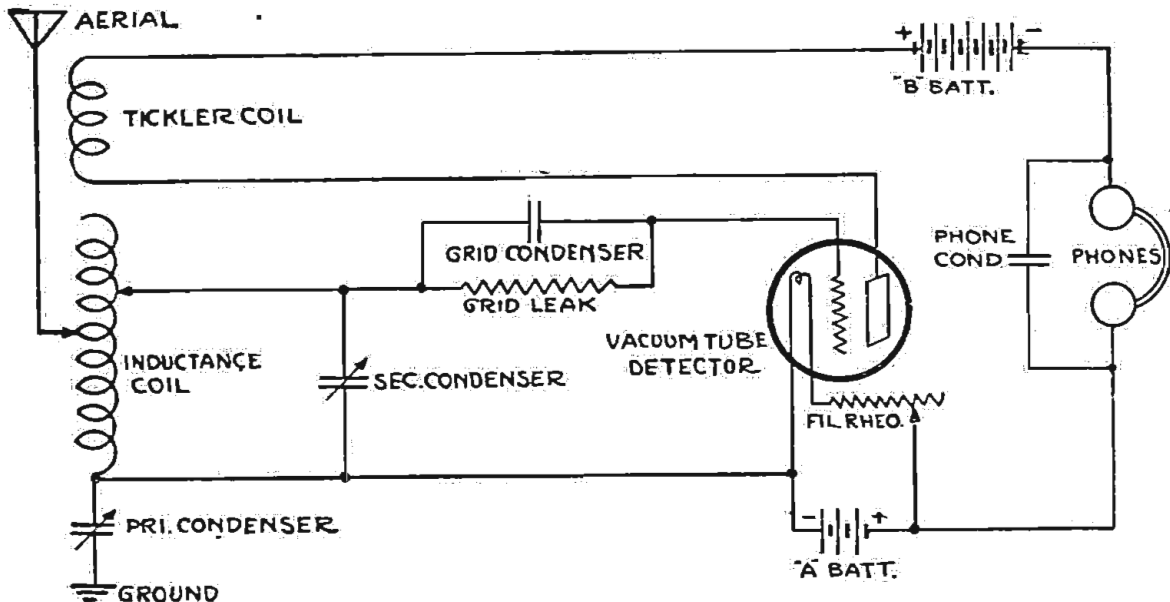 AERIAL
+ -
"B" BATT.
TICKLER COIL
GRID CONDENSER
GRID LEAK
PHONE
COND
PHONES
VACUUM TUBE
DETECTOR
INDUCTANCE
COIL
SEC. CONDENSER
FIL RHEO.
PRI. CONDENSER
- +
"A" BATT.
GROUND